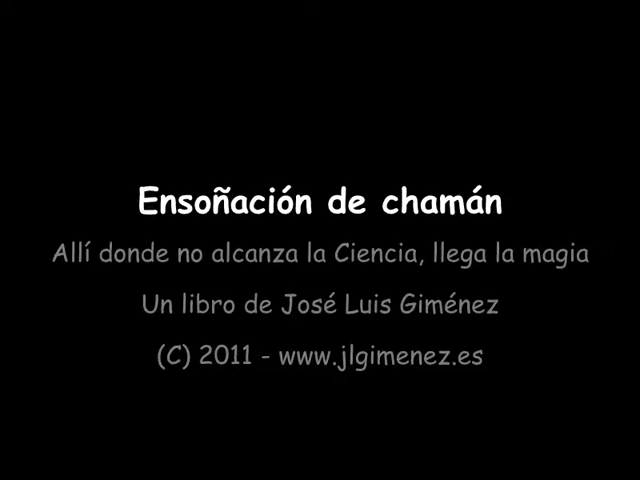 Ensoñación de chamán
Allí donde no alcanza la Ciencia, llega la magia
Un libro de José Luis Giménez
(C) 2011 - www.jlgimenez.es